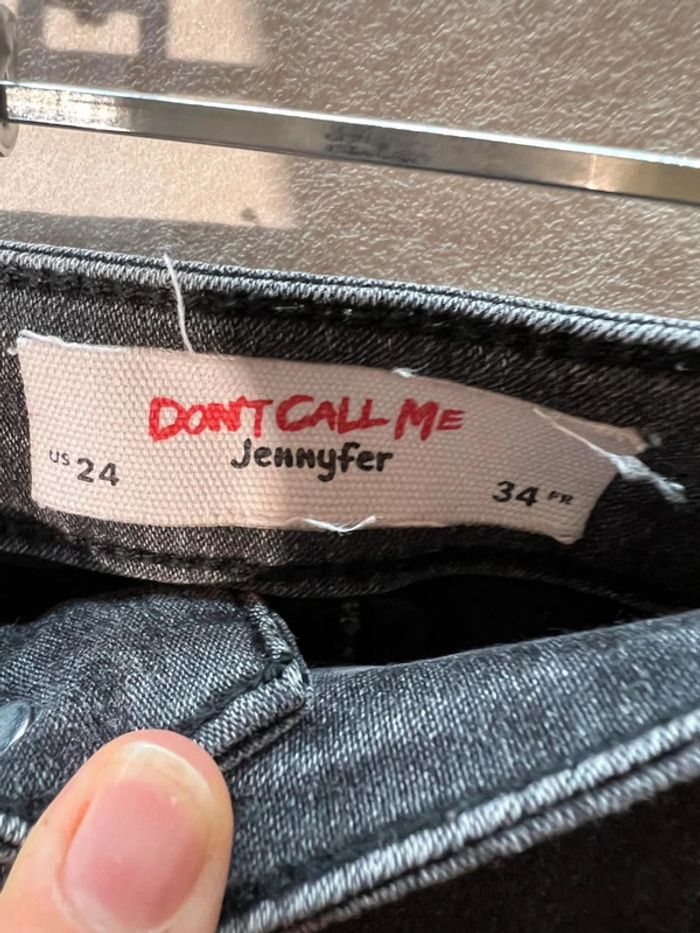 DON'T CALL ME
Jennyfer
US 24
34 FR